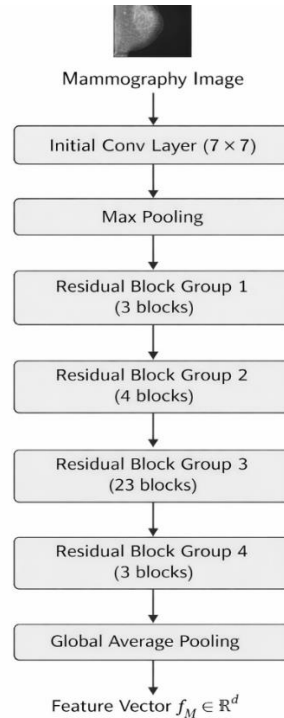 Mammography Image
Initial Conv Layer (7 × 7)
Max Pooling
Residual Block Group 1
(3 blocks)
Residual Block Group 2
(4 blocks)
Residual Block Group 3
(23 blocks)
Residual Block Group 4
(3 blocks)
Global Average Pooling
Feature Vector f_M ∈ ℝ^d